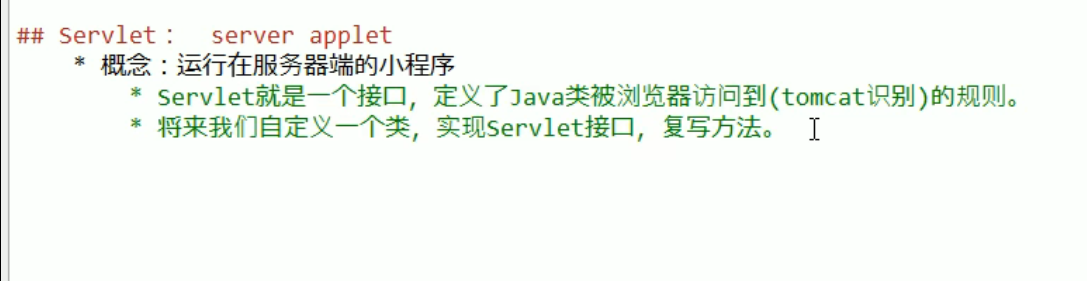 ## Servlet： server applet
* 概念：运行在服务器端的小程序
* Servlet就是一个接口，定义了Java类被浏览器访问到(tomcat识别)的规则。
* 将来我们自定义一个类，实现Servlet接口，复写方法。